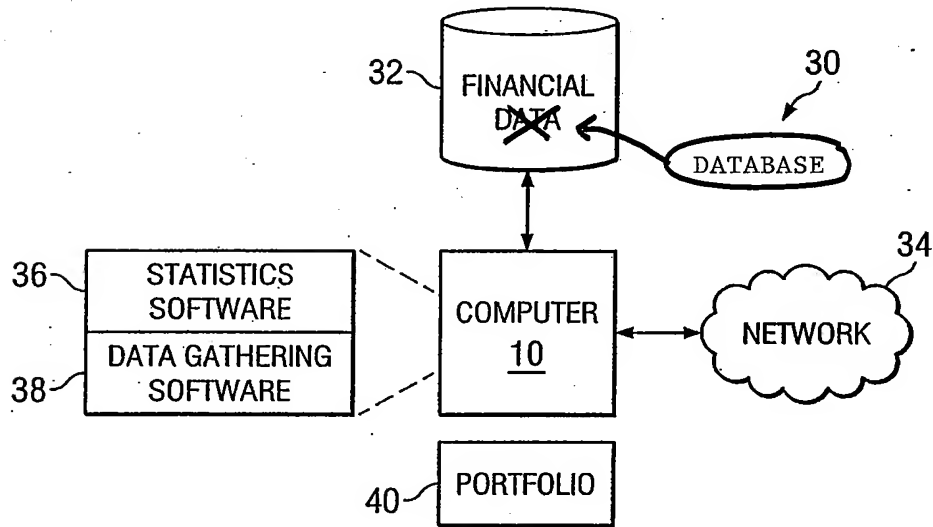 32
FINANCIAL
DATA
30
DATABASE
36
STATISTICS
SOFTWARE
38
DATA GATHERING
SOFTWARE
COMPUTER
10
34
NETWORK
40
PORTFOLIO